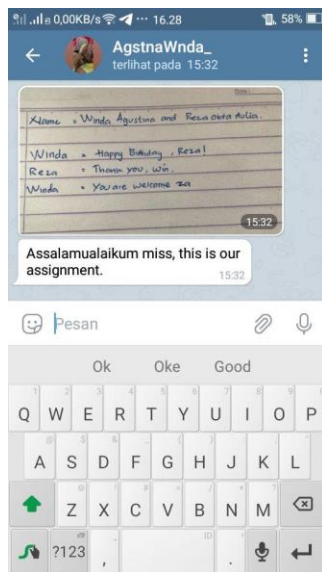 0,00KB/s ... 16.28 58%
AgstnaWnda_
terlihat pada 15:32
Name : Winda Agustina and Reza Aulia.
Winda : Happy Birthday, Reza!
Reza : Thank you, Win.
Winda : You are welcome za
15:32
Assalamualaikum miss, this is our
assignment.
15:32
Pesan
Ok Oke Good
Q W E R T Y U I O P
A S D F G H J K L
Z X C V B N M
?123 , .